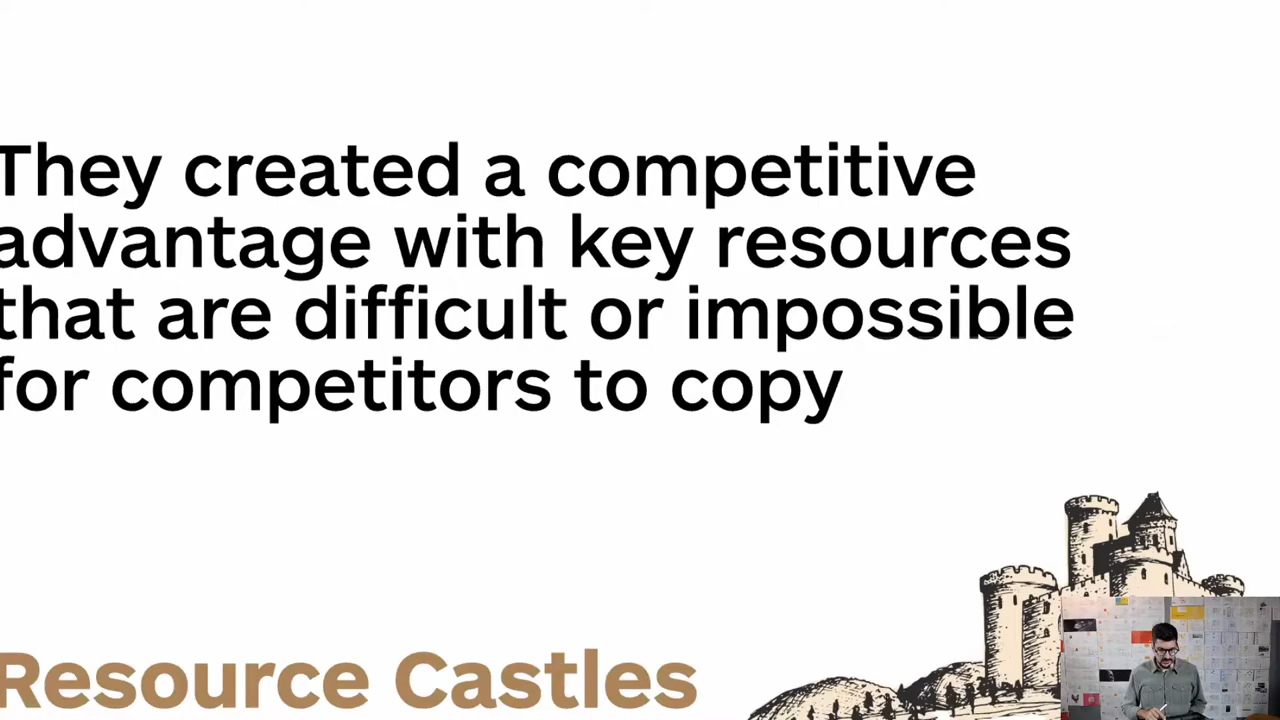 They created a competitive
advantage with key resources
that are difficult or impossible
for competitors to copy
Resource Castles